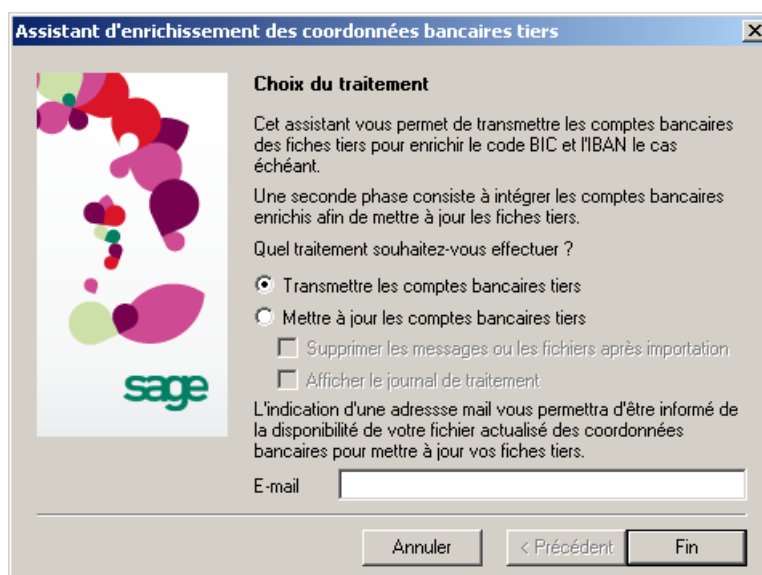 Assistant d'enrichissement des coordonnées bancaires tiers
Choix du traitement
Cet assistant vous permet de transmettre les comptes bancaires
des fiches tiers pour enrichir le code BIC et l'IBAN le cas
échéant.
Une seconde phase consiste à intégrer les comptes bancaires
enrichis afin de mettre à jour les fiches tiers.
Quel traitement souhaitez-vous effectuer ?
Transmettre les comptes bancaires tiers
Mettre à jour les comptes bancaires tiers
Supprimer les messages ou les fichiers après importation
Afficher le journal de traitement
sage
L'indication d'une adressse mail vous permettra d'être informé de
la disponibilité de votre fichier actualisé des coordonnées
bancaires pour mettre à jour vos fiches tiers.
E-mail
Annuler
< Précédent
Fin